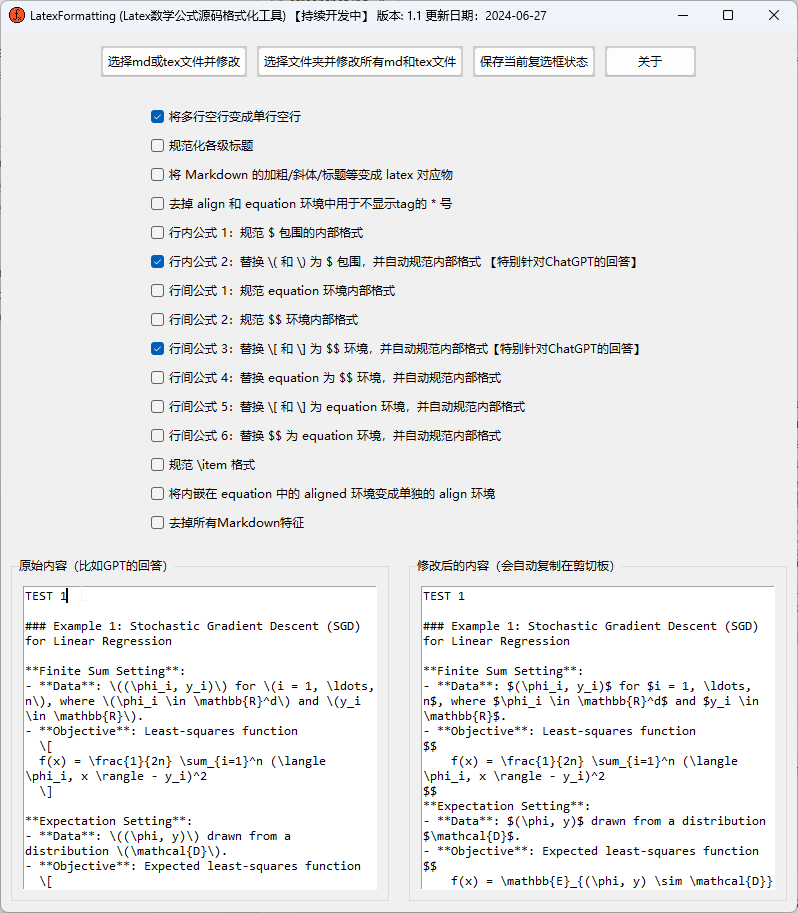 LatexFormatting (Latex数学公式源码格式化工具) 【持续开发中】 版本: 1.1 更新日期: 2024-06-27
选择md或tex文件并修改 选择文件夹并修改所有md和tex文件 保存当前复选框状态 关于
将多行空行变成单行空行
规范化各级标题
将 Markdown 的加粗/斜体/标题等变成 latex 对应物
去掉 align 和 equation 环境中用于不显示tag的 * 号
行内公式 1：规范 $ 包围的内部格式
行内公式 2：替换 \( 和 \) 为 $ 包围，并自动规范内部格式 【特别针对ChatGPT的回答】
行间公式 1：规范 equation 环境内部格式
行间公式 2：规范 $$ 环境内部格式
行间公式 3：替换 \[ 和 \] 为 $$ 环境，并自动规范内部格式【特别针对ChatGPT的回答】
行间公式 4：替换 equation 为 $$ 环境，并自动规范内部格式
行间公式 5：替换 \[ 和 \] 为 equation 环境，并自动规范内部格式
行间公式 6：替换 $$ 为 equation 环境，并自动规范内部格式
规范 \item 格式
将内嵌在 equation 中的 aligned 环境变成单独的 align 环境
去掉所有Markdown特征
原始内容（比如GPT的回答）
TEST 1
### Example 1: Stochastic Gradient Descent (SGD)
for Linear Regression
**Finite Sum Setting**:
- **Data**: \((\phi_i, y_i)\) for \(i = 1, \ldots,
n\), where \(\phi_i \in \mathbb{R}^d\) and \(y_i
\in \mathbb{R}\).
- **Objective**: Least-squares function
\[
f(x) = \frac{1}{2n} \sum_{i=1}^n (\langle
\phi_i, x \rangle - y_i)^2
\]
**Expectation Setting**:
- **Data**: \((\phi, y)\) drawn from a
distribution \(\mathcal{D}\).
- **Objective**: Expected least-squares function
\[
修改后的内容（会自动复制在剪切板）
TEST 1
### Example 1: Stochastic Gradient Descent (SGD)
for Linear Regression
**Finite Sum Setting**:
- **Data**: $(\phi_i, y_i)$ for $i = 1, \ldots,
n$, where $\phi_i \in \mathbb{R}^d$ and $y_i \in
\mathbb{R}$.
- **Objective**: Least-squares function
$$
f(x) = \frac{1}{2n} \sum_{i=1}^n (\langle
\phi_i, x \rangle - y_i)^2
$$
**Expectation Setting**:
- **Data**: $(\phi, y)$ drawn from a distribution
$\mathcal{D}$.
- **Objective**: Expected least-squares function
$$
f(x) = \mathbb{E}_{(\phi, y) \sim \mathcal{D}}